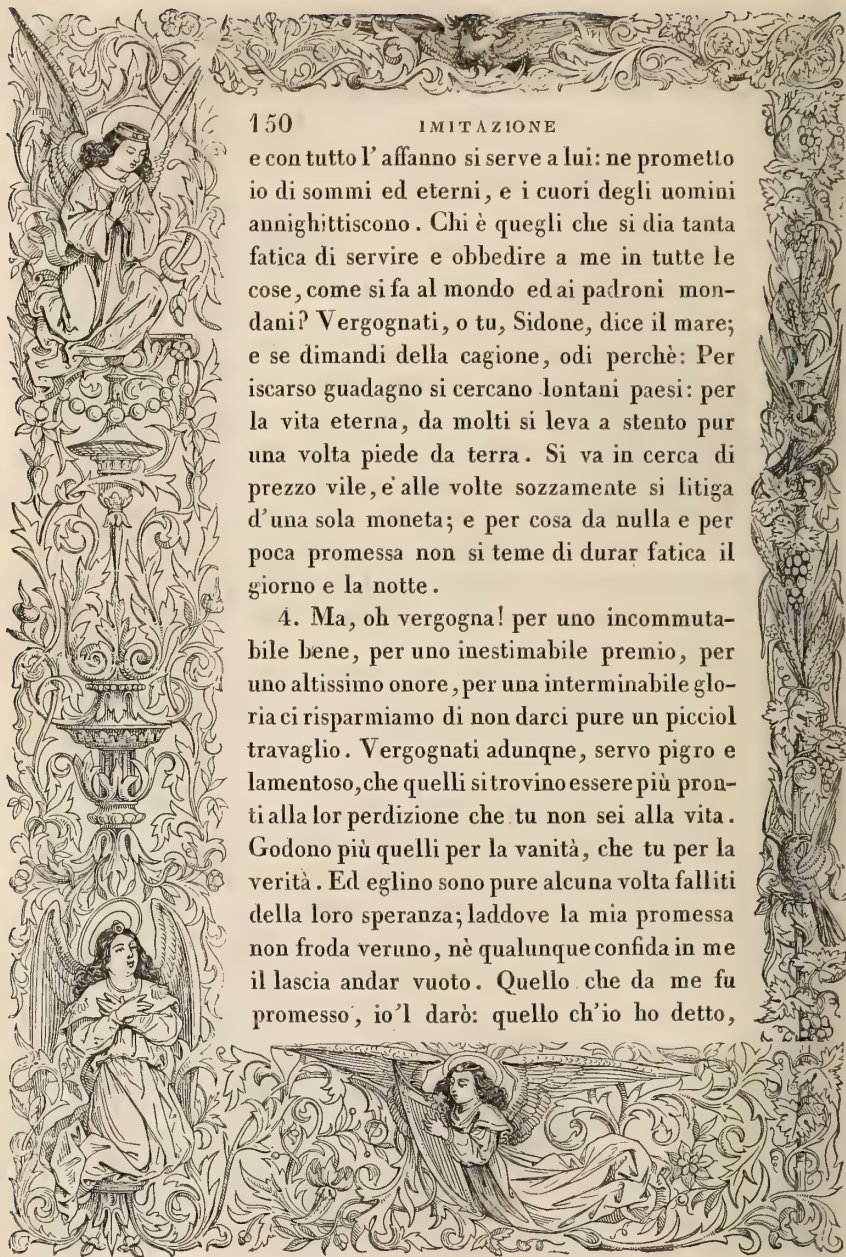 150 IMITAZIONE
e con tutto l' affanno si serve a lui: ne prometto
io di sommi ed eterni, e i cuori degli uomini
annighittiscono. Chi è quegli che si dia tanta
fatica di servire e obbedire a me in tutte le
cose, come si fa al mondo ed ai padroni mon-
dani? Vergognati, o tu, Sidone, dice il mare;
e se dimandi della cagione, odi perchè: Per
iscarso guadagno si cercano lontani paesi: per
la vita eterna, da molti si leva a stento pur
una volta piede da terra. Si va in cerca di
prezzo vile, e alle volte sozzamente si litiga
d'una sola moneta; e per cosa da nulla e per
poca promessa non si teme di durar fatica il
giorno e la notte.
4. Ma, oh vergogna! per uno incommuta-
bile bene, per uno inestimabile premio, per
uno altissimo onore, per una interminabile glo-
ria ci risparmiamo di non darci pure un picciol
travaglio. Vergognati adunqne, servo pigro e
lamentoso, che quelli si trovino essere più pron-
ti alla lor perdizione che tu non sei alla vita.
Godono più quelli per la vanità, che tu per la
verità. Ed eglino sono pure alcuna volta falliti
della loro speranza; laddove la mia promessa
non froda veruno, nè qualunque confida in me
il lascia andar vuoto. Quello che da me fu
promesso, io'l darò: quello ch'io ho detto,